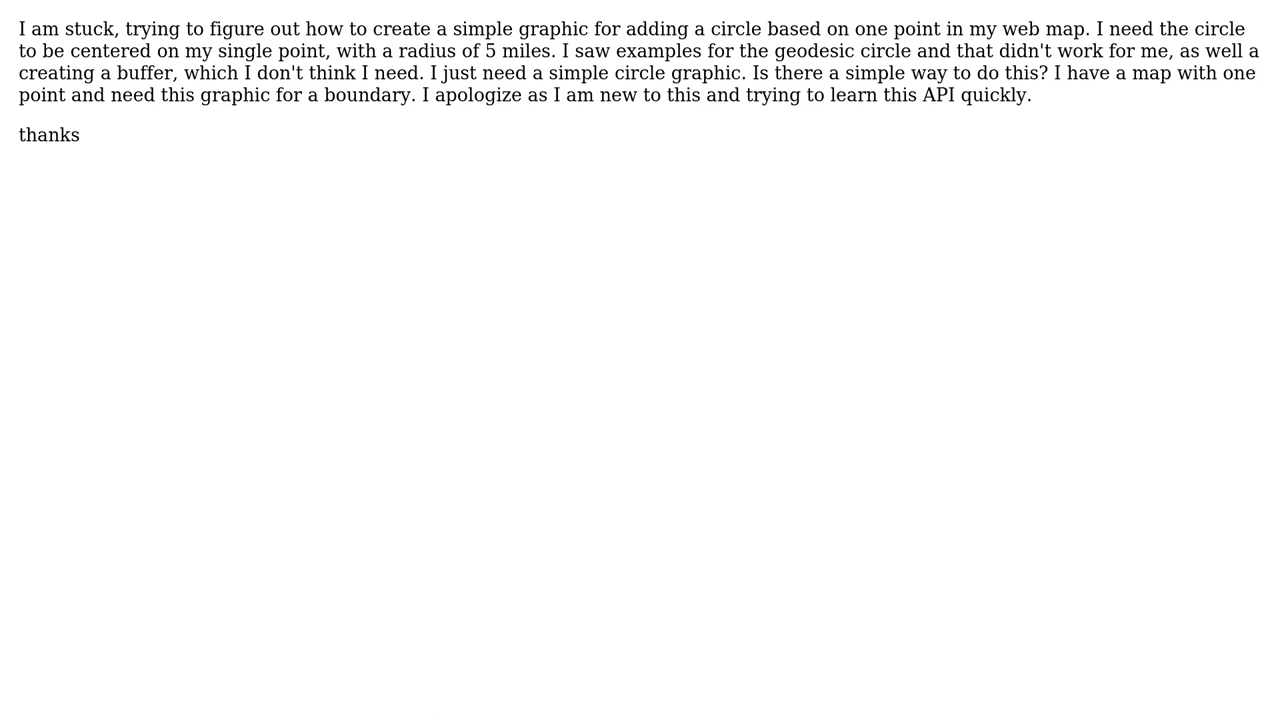 I am stuck, trying to figure out how to create a simple graphic for adding a circle based on one point in my web map. I need the circle
to be centered on my single point, with a radius of 5 miles. I saw examples for the geodesic circle and that didn't work for me, as well a
creating a buffer, which I don't think I need. I just need a simple circle graphic. Is there a simple way to do this? I have a map with one
point and need this graphic for a boundary. I apologize as I am new to this and trying to learn this API quickly.
thanks